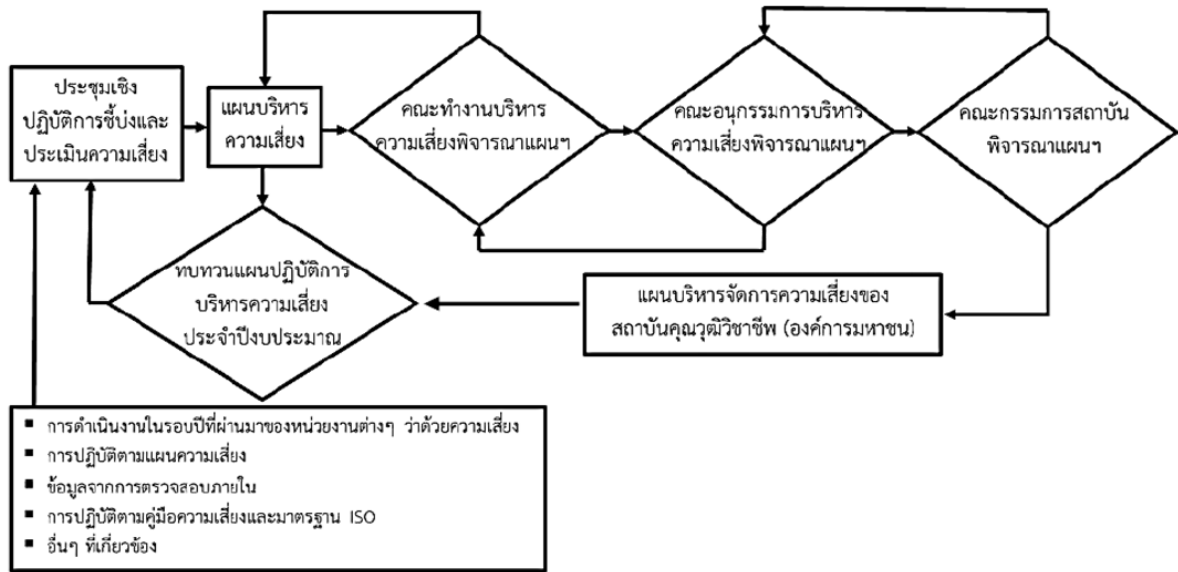 ประชุมเชิง
ปฏิบัติการชี้บ่งและ
ประเมินความเสี่ยง
แผนบริหาร
ความเสี่ยง
คณะทำงานบริหาร
ความเสี่ยงพิจารณาแผนฯ
คณะอนุกรรมการบริหาร
ความเสี่ยงพิจารณาแผนฯ
คณะกรรมการสถาบัน
พิจารณาแผนฯ
ทบทวนแผนปฏิบัติการ
บริหารความเสี่ยง
ประจำปีงบประมาณ
แผนบริหารจัดการความเสี่ยงของ
สถาบันคุณวุฒิวิชาชีพ (องค์การมหาชน)
▪ การดำเนินงานในรอบปีที่ผ่านมาของหน่วยงานต่างๆ ว่าด้วยความเสี่ยง
▪ การปฏิบัติตามแผนความเสี่ยง
▪ ข้อมูลจากการตรวจสอบภายใน
▪ การปฏิบัติตามคู่มือความเสี่ยงและมาตรฐาน ISO
▪ อื่นๆ ที่เกี่ยวข้อง